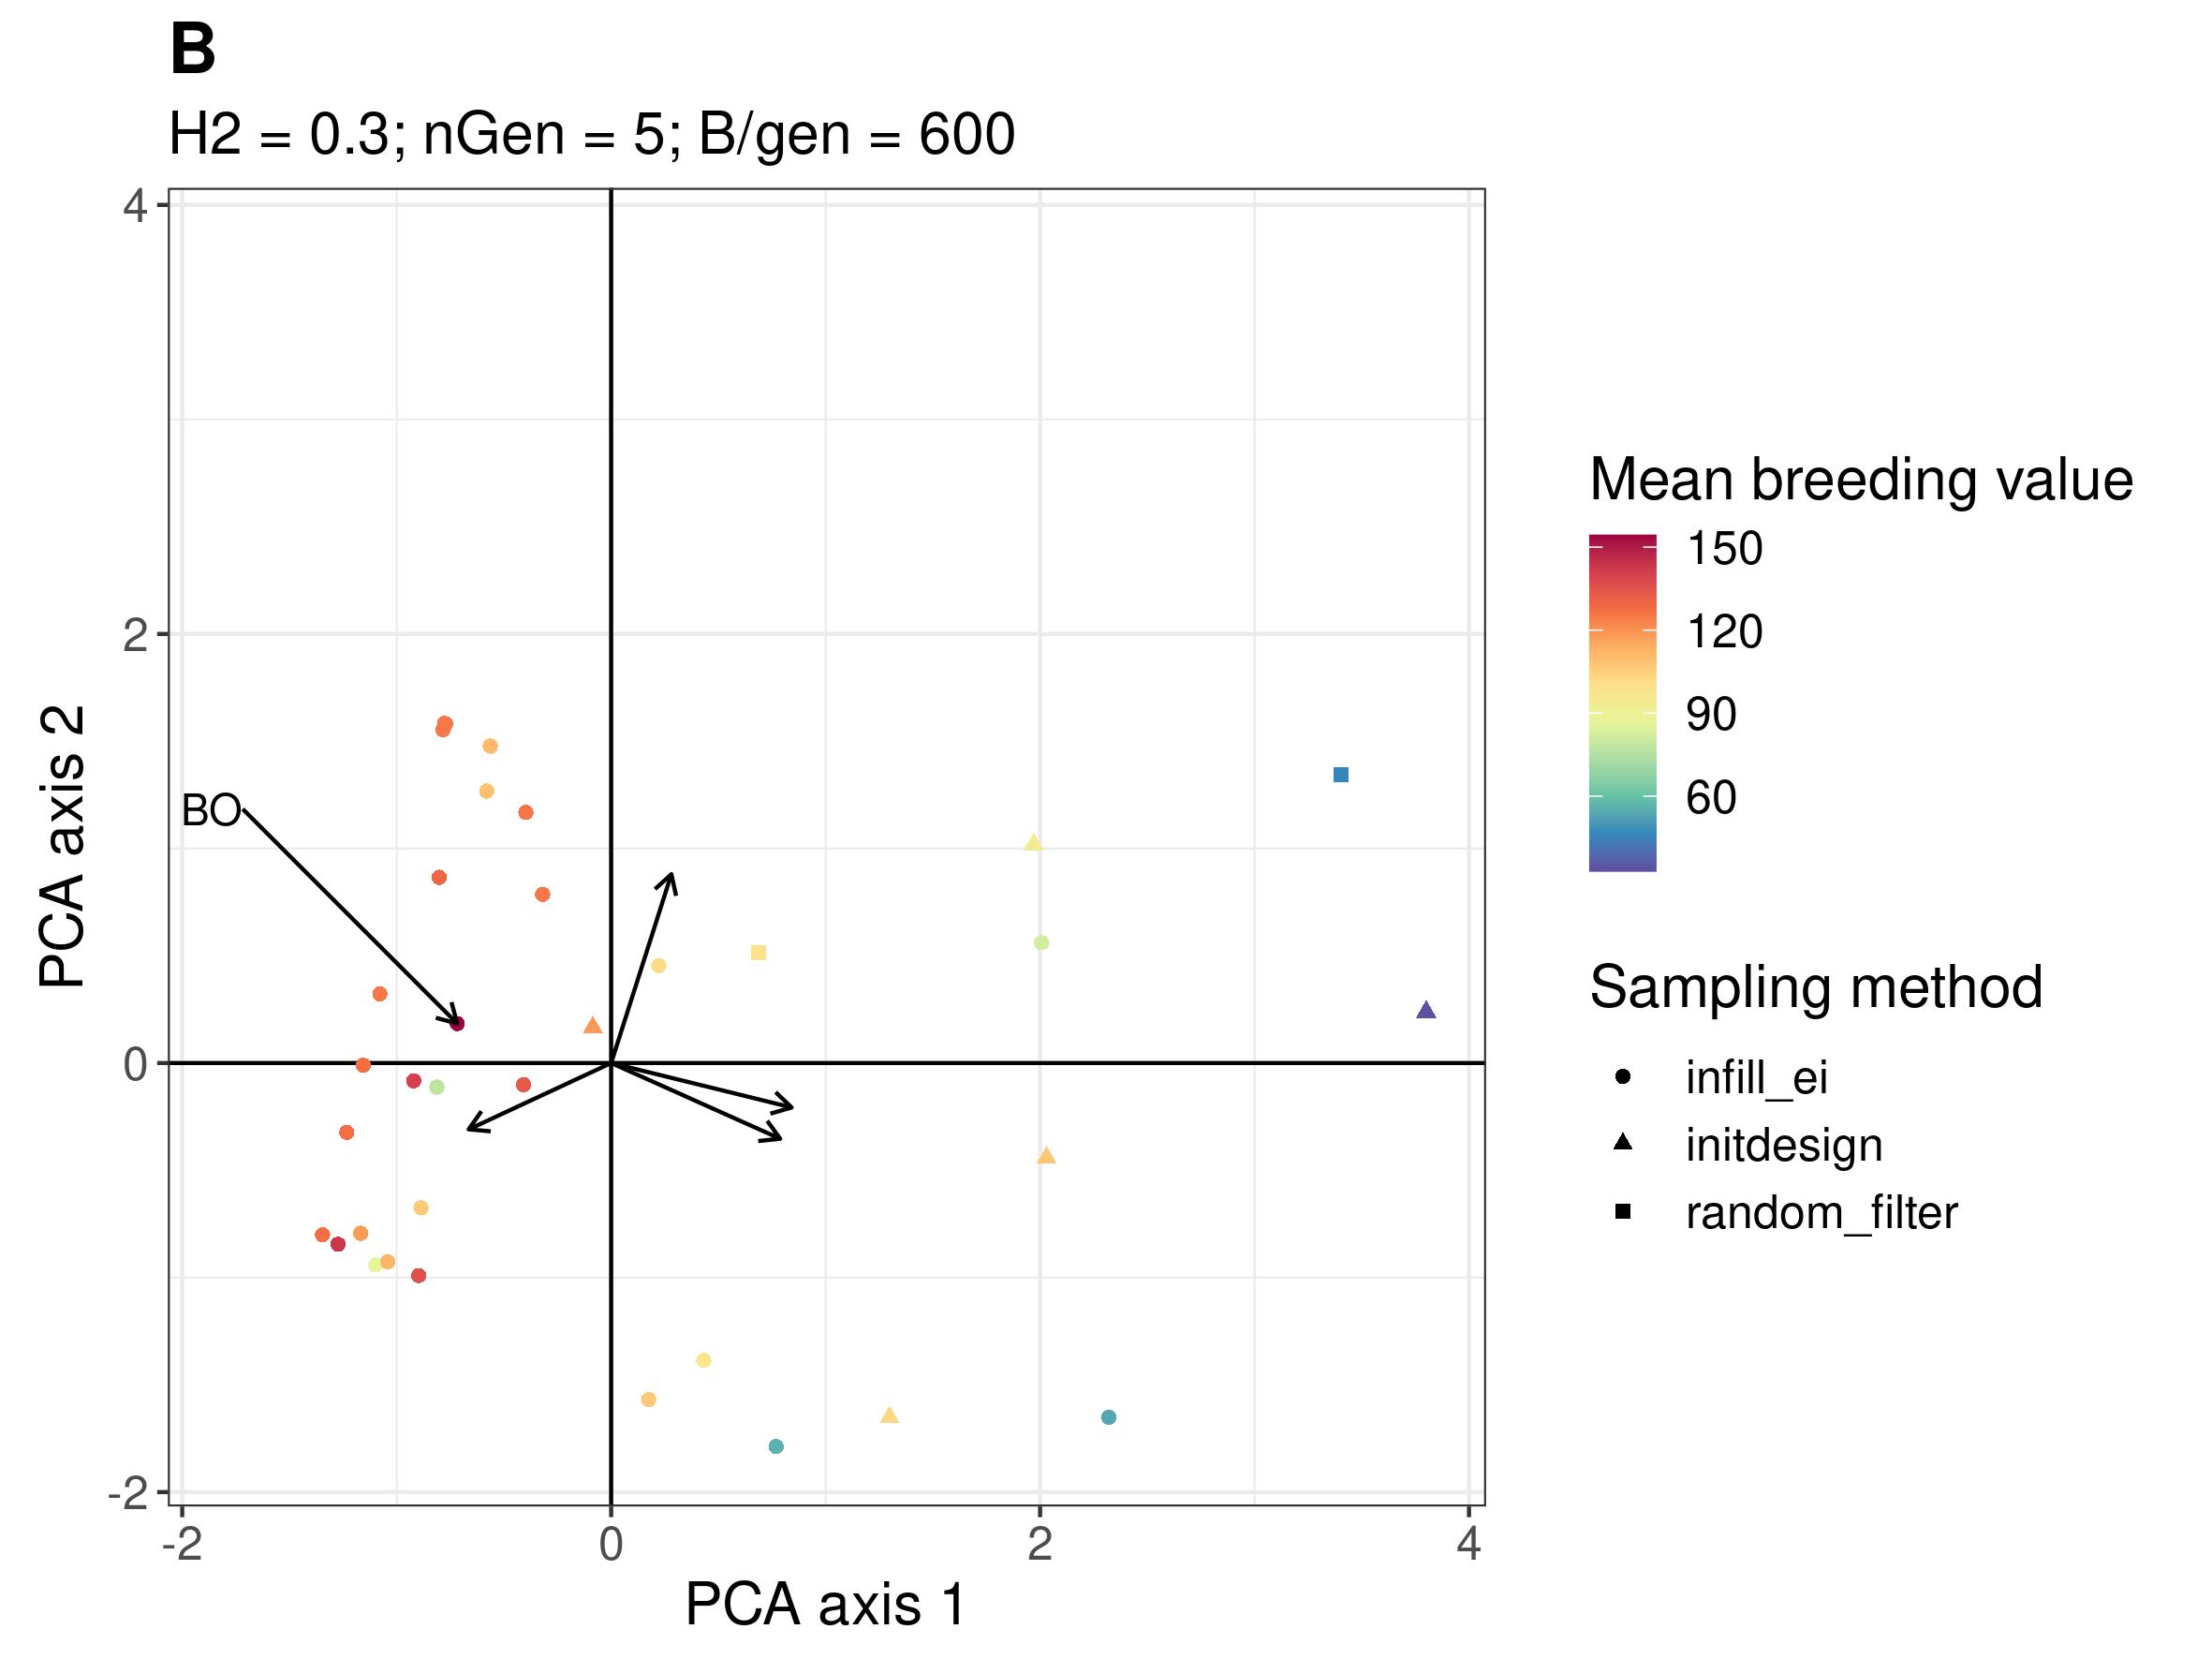 B
H2 = 0.3; nGen = 5; B/gen = 600
4
2
0
-2
PCA axis 2
BO
-2
0
2
4
PCA axis 1
Mean breeding value
150
120
90
60
Sampling method
infill_ei
initdesign
random_filter